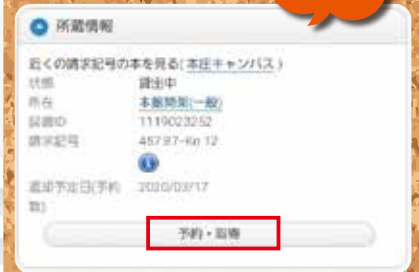 所蔵情報
近くの請求記号の本を見る(本庄キャンパス)
状態 貸出中
所在 本館開架(一般)
図書ID 1119023252
請求記号 457.87-Ko 12
返却予定日(予約数) 2020/03/17
予約・取寄